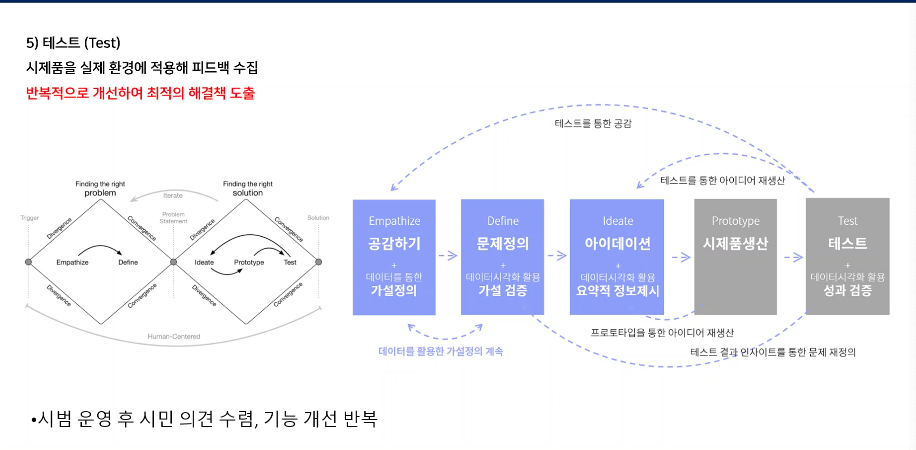 5) 테스트 (Test)
시제품을 실제 환경에 적용해 피드백 수집
반복적으로 개선하여 최적의 해결책 도출
Finding the right
problem
Finding the right
solution
Iterate
Trigger
Divergence
Convergence
Problem
Statement
Divergence
Convergence
Solution
Empathize
Define
Ideate
Prototype
Test
Divergence
Convergence
Divergence
Convergence
Human-Centered
테스트를 통한 공감
테스트를 통한 아이디어 재생산
Empathize
공감하기
+
데이터를 통한
가설정의
Define
문제정의
+
데이터시각화 활용
가설 검증
Ideate
아이데이션
+
데이터시각화 활용
요약적 정보제시
Prototype
시제품생산
Test
테스트
+
데이터시각화 활용
성과 검증
프로토타입을 통한 아이디어 재생산
데이터를 활용한 가설정의 계속
테스트 결과 인사이트를 통한 문제 재정의
•시범 운영 후 시민 의견 수렴, 기능 개선 반복